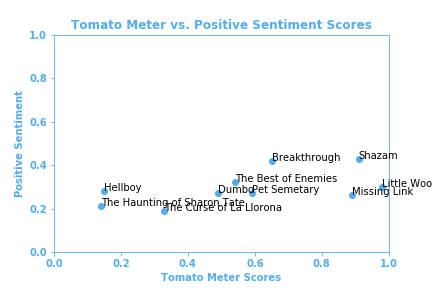 Tomato Meter vs. Positive Sentiment Scores
1.0
0.8
0.6
0.4
0.2
0.0
Positive Sentiment
Breakthrough
Shazam
The Best of Enemies
Hellboy
Dumbo
Pet Semetary
Little Woo
Missing Link
The Haunting of Sharon Tate
The Curse of La Llorona
0.0 0.2 0.4 0.6 0.8 1.0
Tomato Meter Scores